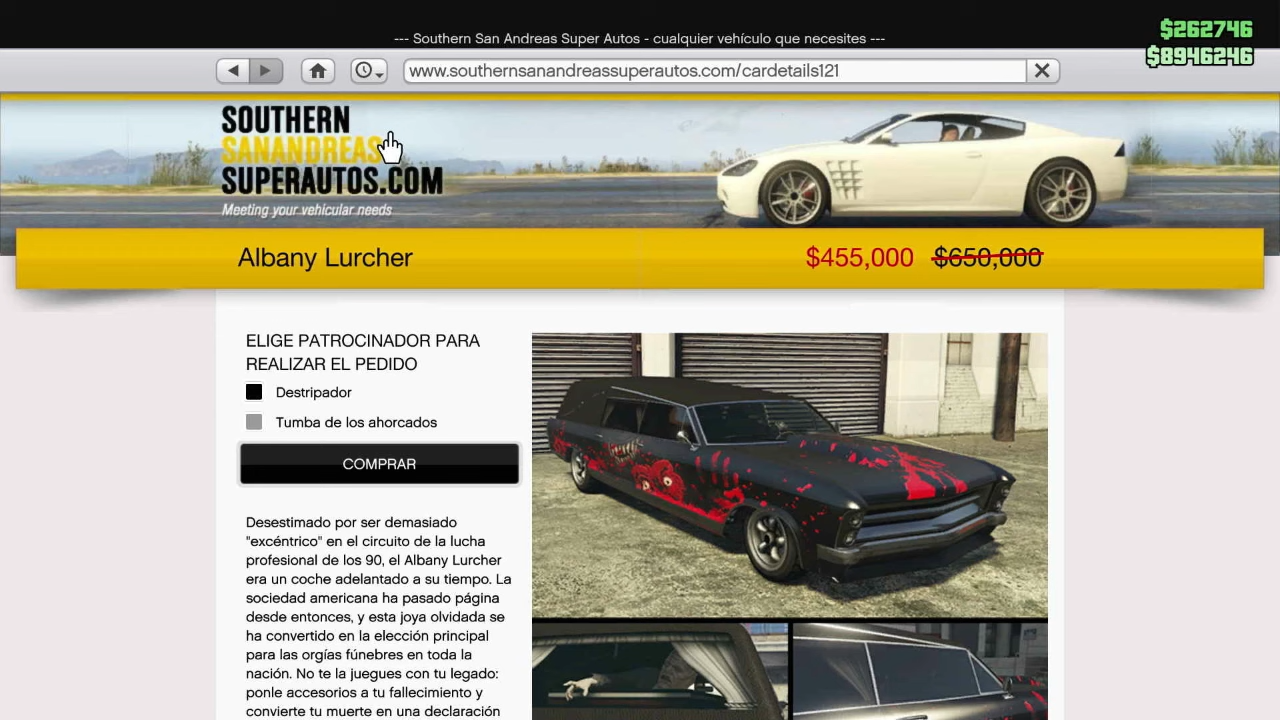 --- Southern San Andreas Super Autos - cualquier vehículo que necesites ---
$262746
$8946246
www.southernsanandreassuperautos.com/cardetails121
SOUTHERN
SANANDREAS
SUPERAUTOS.COM
Meeting your vehicular needs
Albany Lurcher
$455,000 $650,000
ELIGE PATROCINADOR PARA
REALIZAR EL PEDIDO
Destripador
Tumba de los ahorcados
COMPRAR
Desestimado por ser demasiado
"excéntrico" en el circuito de la lucha
profesional de los 90, el Albany Lurcher
era un coche adelantado a su tiempo. La
sociedad americana ha pasado página
desde entonces, y esta joya olvidada se
ha convertido en la elección principal
para las orgías fúnebres en toda la
nación. No te la juegues con tu legado:
ponle accesorios a tu fallecimiento y
convierte tu muerte en una declaración